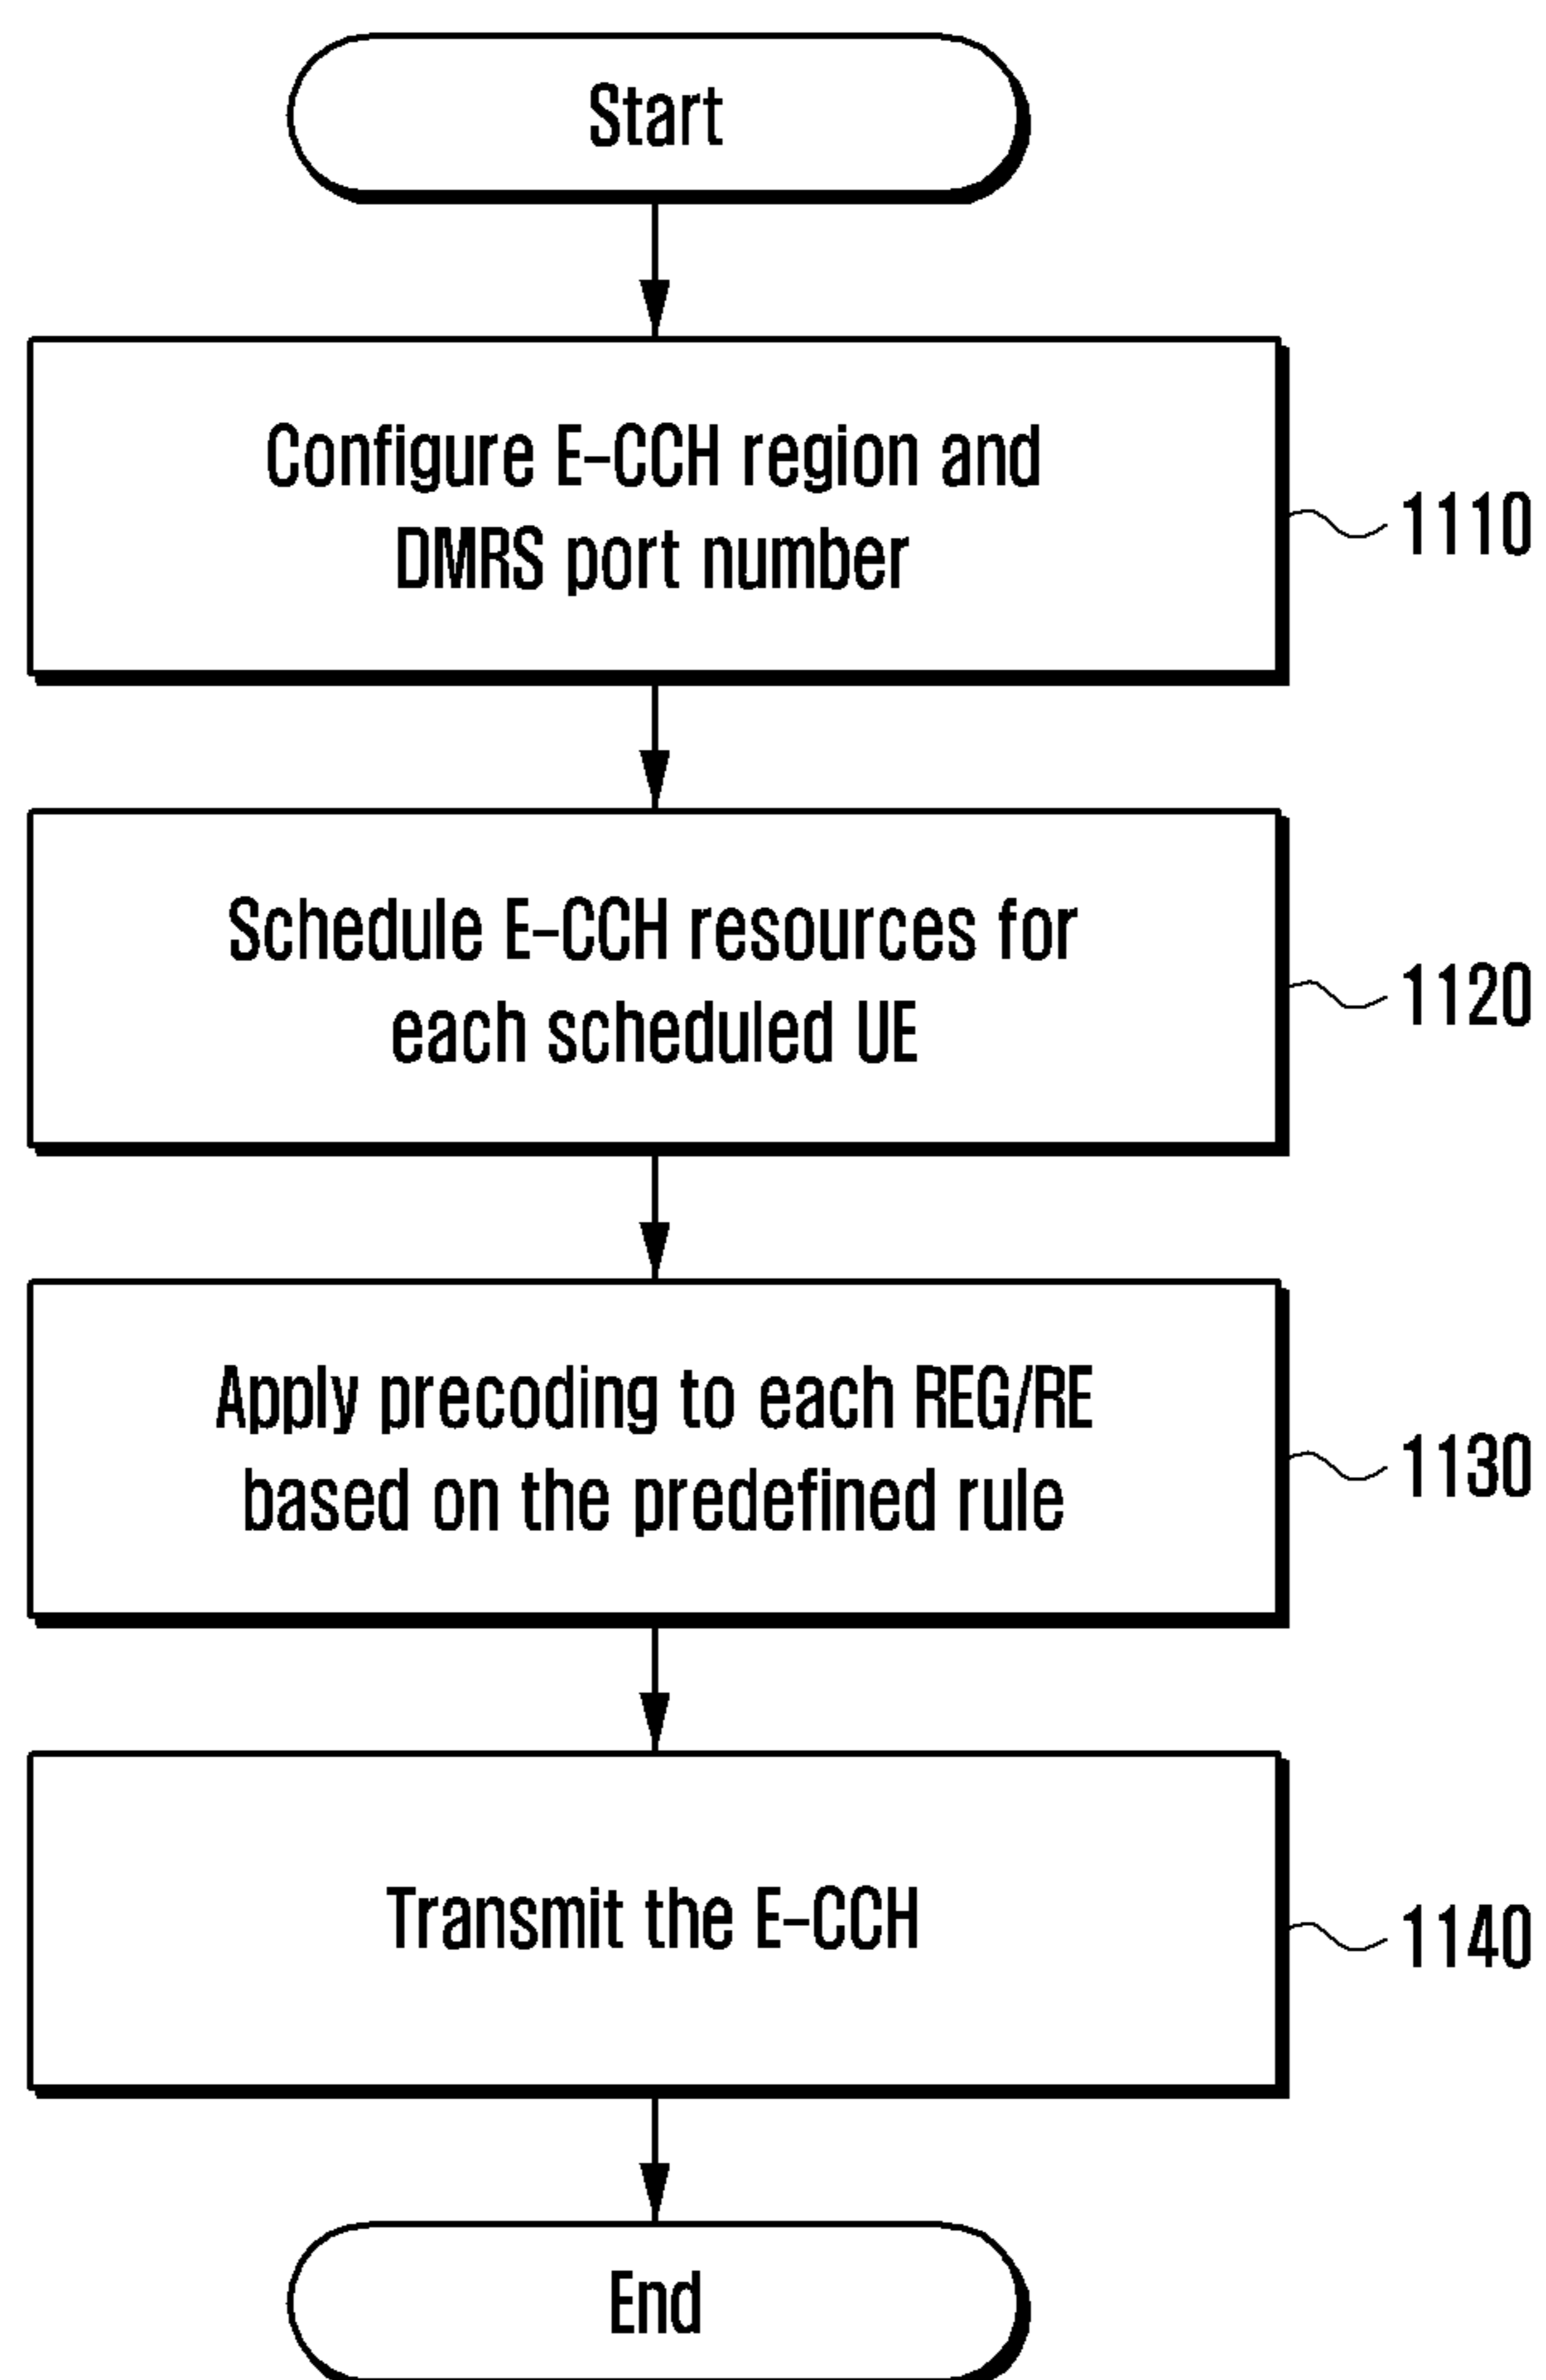 Start
Configure E-CCH region and
DMRS port number
1110
Schedule E-CCH resources for
each scheduled UE
1120
Apply precoding to each REG/RE
based on the predefined rule
1130
Transmit the E-CCH
1140
End